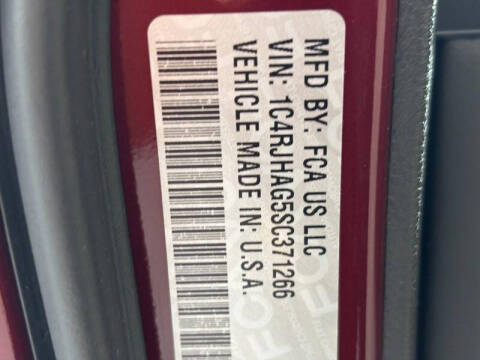 MFD BY: FCA US LLC
VIN: 1C4RJHAG5SC371266
VEHICLE MADE IN: U.S.A.